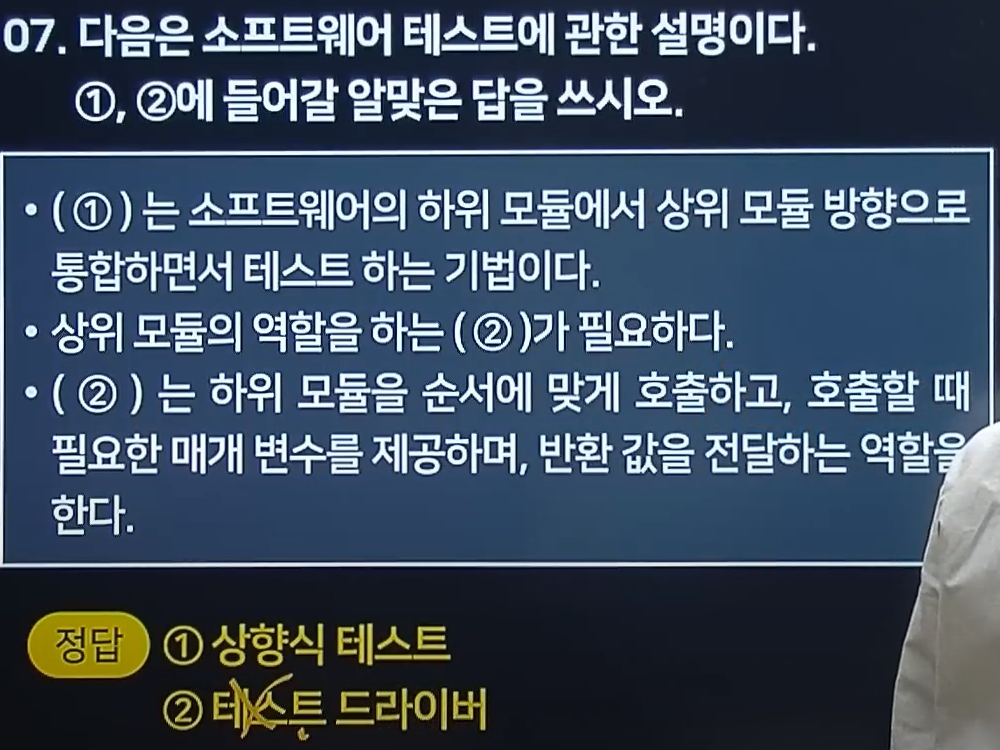 07. 다음은 소프트웨어 테스트에 관한 설명이다.
①, ②에 들어갈 알맞은 답을 쓰시오.
• ( ① ) 는 소프트웨어의 하위 모듈에서 상위 모듈 방향으로
통합하면서 테스트 하는 기법이다.
• 상위 모듈의 역할을 하는 ( ② )가 필요하다.
• ( ② ) 는 하위 모듈을 순서에 맞게 호출하고, 호출할 때
필요한 매개 변수를 제공하며, 반환 값을 전달하는 역할을
한다.
정답 ① 상향식 테스트
② 테스트 드라이버